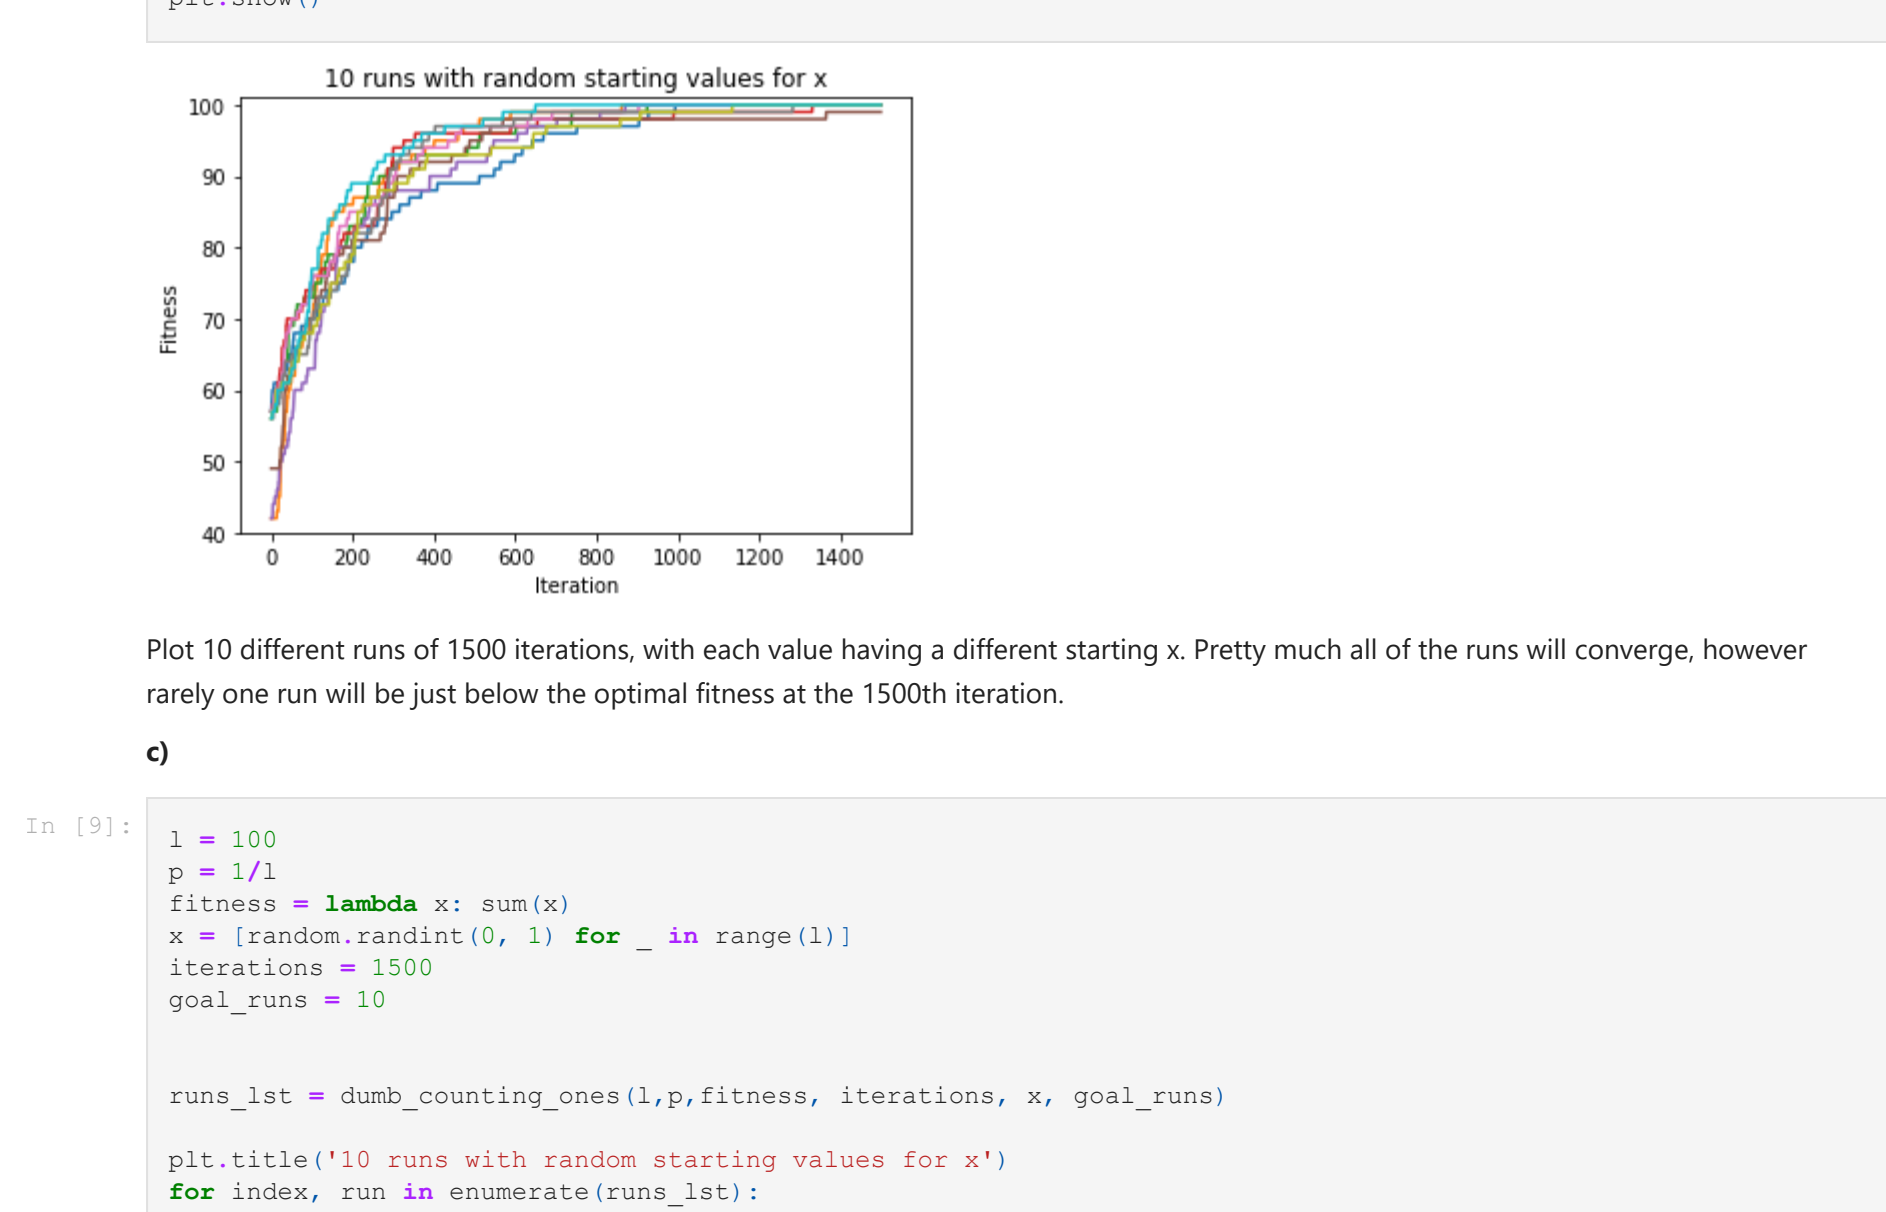 plt.show()
10 runs with random starting values for x
100
90
80
70
60
50
40
Fitness
0 200 400 600 800 1000 1200 1400
Iteration
Plot 10 different runs of 1500 iterations, with each value having a different starting x. Pretty much all of the runs will converge, however
rarely one run will be just below the optimal fitness at the 1500th iteration.
c)
In [9]:
l = 100
p = 1/l
fitness = lambda x: sum(x)
x = [random.randint(0, 1) for _ in range(l)]
iterations = 1500
goal_runs = 10
runs_lst = dumb_counting_ones(l,p,fitness, iterations, x, goal_runs)
plt.title('10 runs with random starting values for x')
for index, run in enumerate(runs_lst):